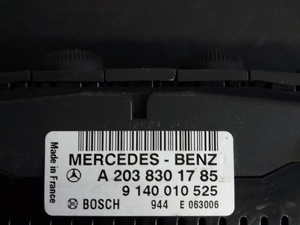 MERCEDES - BENZ
A 203 830 17 85
9 140 010 525
BOSCH 944 E 063006
Made in France